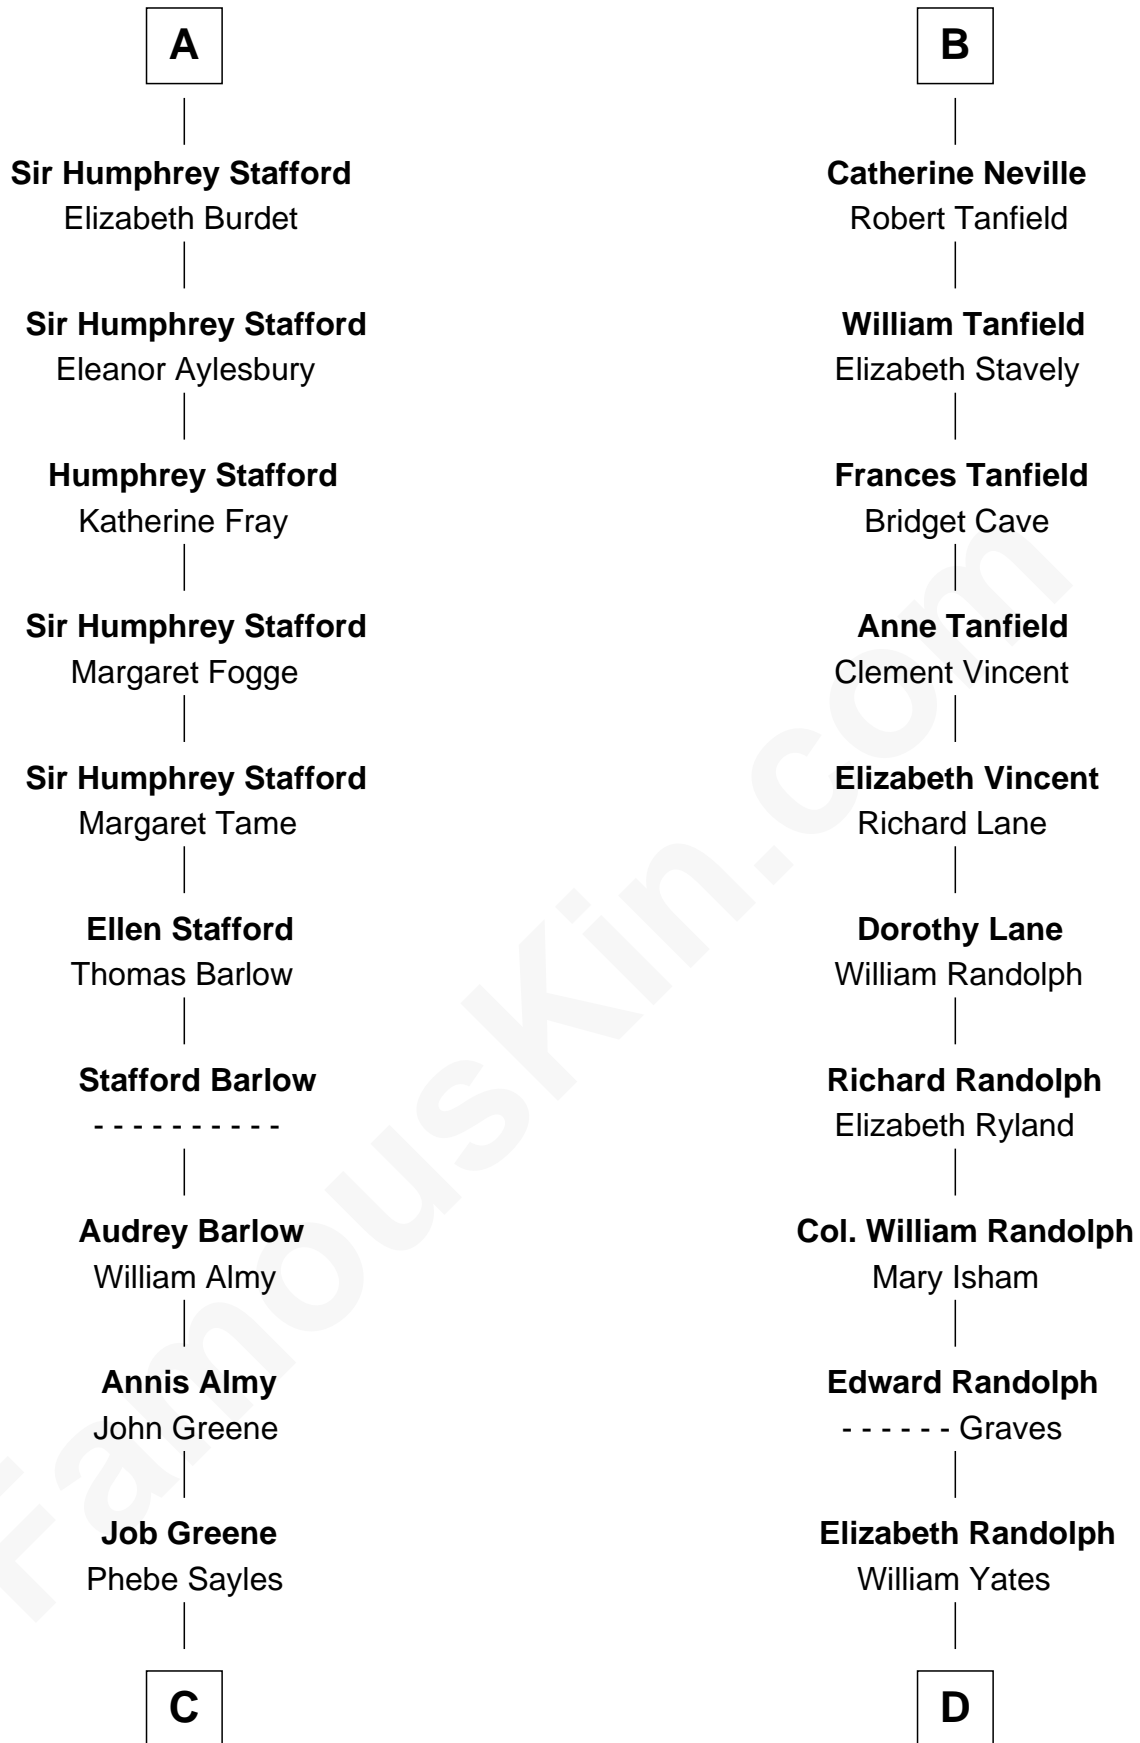 A
Sir Humphrey Stafford
Elizabeth Burdet
Sir Humphrey Stafford
Eleanor Aylesbury
Humphrey Stafford
Katherine Fray
Sir Humphrey Stafford
Margaret Fogge
Sir Humphrey Stafford
Margaret Tame
Ellen Stafford
Thomas Barlow
Stafford Barlow
- - - - - - - - - -
Audrey Barlow
William Almy
Annis Almy
John Greene
Job Greene
Phebe Sayles
C
B
Catherine Neville
Robert Tanfield
William Tanfield
Elizabeth Stavely
Frances Tanfield
Bridget Cave
Anne Tanfield
Clement Vincent
Elizabeth Vincent
Richard Lane
Dorothy Lane
William Randolph
Richard Randolph
Elizabeth Ryland
Col. William Randolph
Mary Isham
Edward Randolph
- - - - - - Graves
Elizabeth Randolph
William Yates
D
FamousKin.com